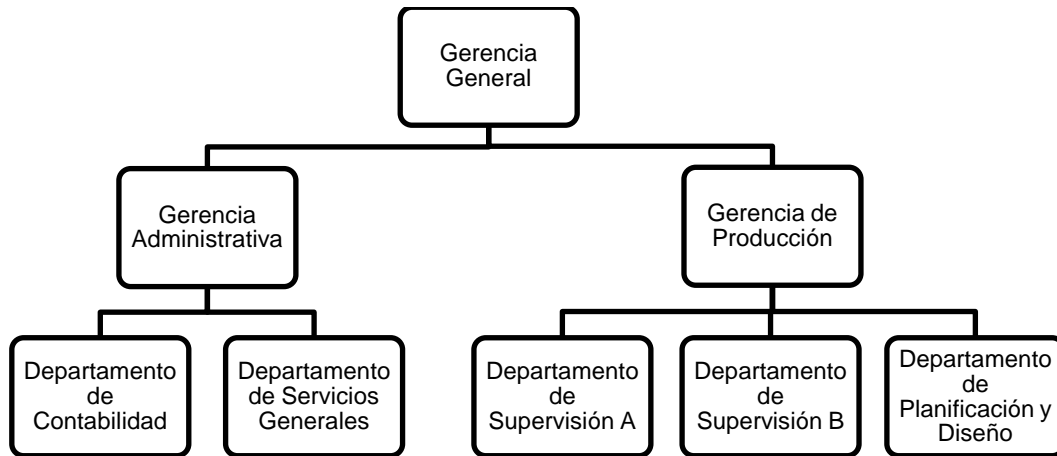 Gerencia
General
Gerencia
Administrativa
Gerencia de
Producción
Departamento
de
Contabilidad
Departamento
de Servicios
Generales
Departamento
de
Supervisión A
Departamento
de
Supervisión B
Departamento
de
Planificación y
Diseño